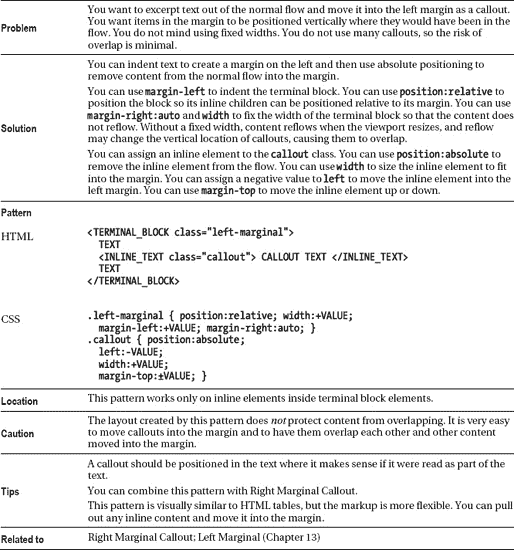 Problem
You want to excerpt text out of the normal flow and move it into the left margin as a callout.
You want items in the margin to be positioned vertically where they would have been in the
flow. You do not mind using fixed widths. You do not use many callouts, so the risk of
overlap is minimal.
Solution
You can indent text to create a margin on the left and then use absolute positioning to
remove content from the normal flow into the margin.
You can use margin-left to indent the terminal block. You can use position:relative to
position the block so its inline children can be positioned relative to its margin. You can use
margin-right:auto and width to fix the width of the terminal block so that the content does
not reflow. Without a fixed width, content reflows when the viewport resizes, and reflow
may change the vertical location of callouts, causing them to overlap.
You can assign an inline element to the callout class. You can use position:absolute to
remove the inline element from the flow. You can use width to size the inline element to fit
into the margin. You can assign a negative value to left to move the inline element into the
left margin. You can use margin-top to move the inline element up or down.
Pattern
HTML
<TERMINAL_BLOCK class="left-marginal">
TEXT
<INLINE_TEXT class="callout"> CALLOUT TEXT </INLINE_TEXT>
TEXT
</TERMINAL_BLOCK>
CSS
.left-marginal { position:relative; width:+VALUE;
margin-left:+VALUE; margin-right:auto; }
.callout { position:absolute;
left:-VALUE;
width:+VALUE;
margin-top:±VALUE; }
Location
This pattern works only on inline elements inside terminal block elements.
Caution
The layout created by this pattern does not protect content from overlapping. It is very easy
to move callouts into the margin and to have them overlap each other and other content
moved into the margin.
Tips
A callout should be positioned in the text where it makes sense if it were read as part of the
text.
You can combine this pattern with Right Marginal Callout.
This pattern is visually similar to HTML tables, but the markup is more flexible. You can pull
out any inline content and move it into the margin.
Related to
Right Marginal Callout; Left Marginal (Chapter 13)